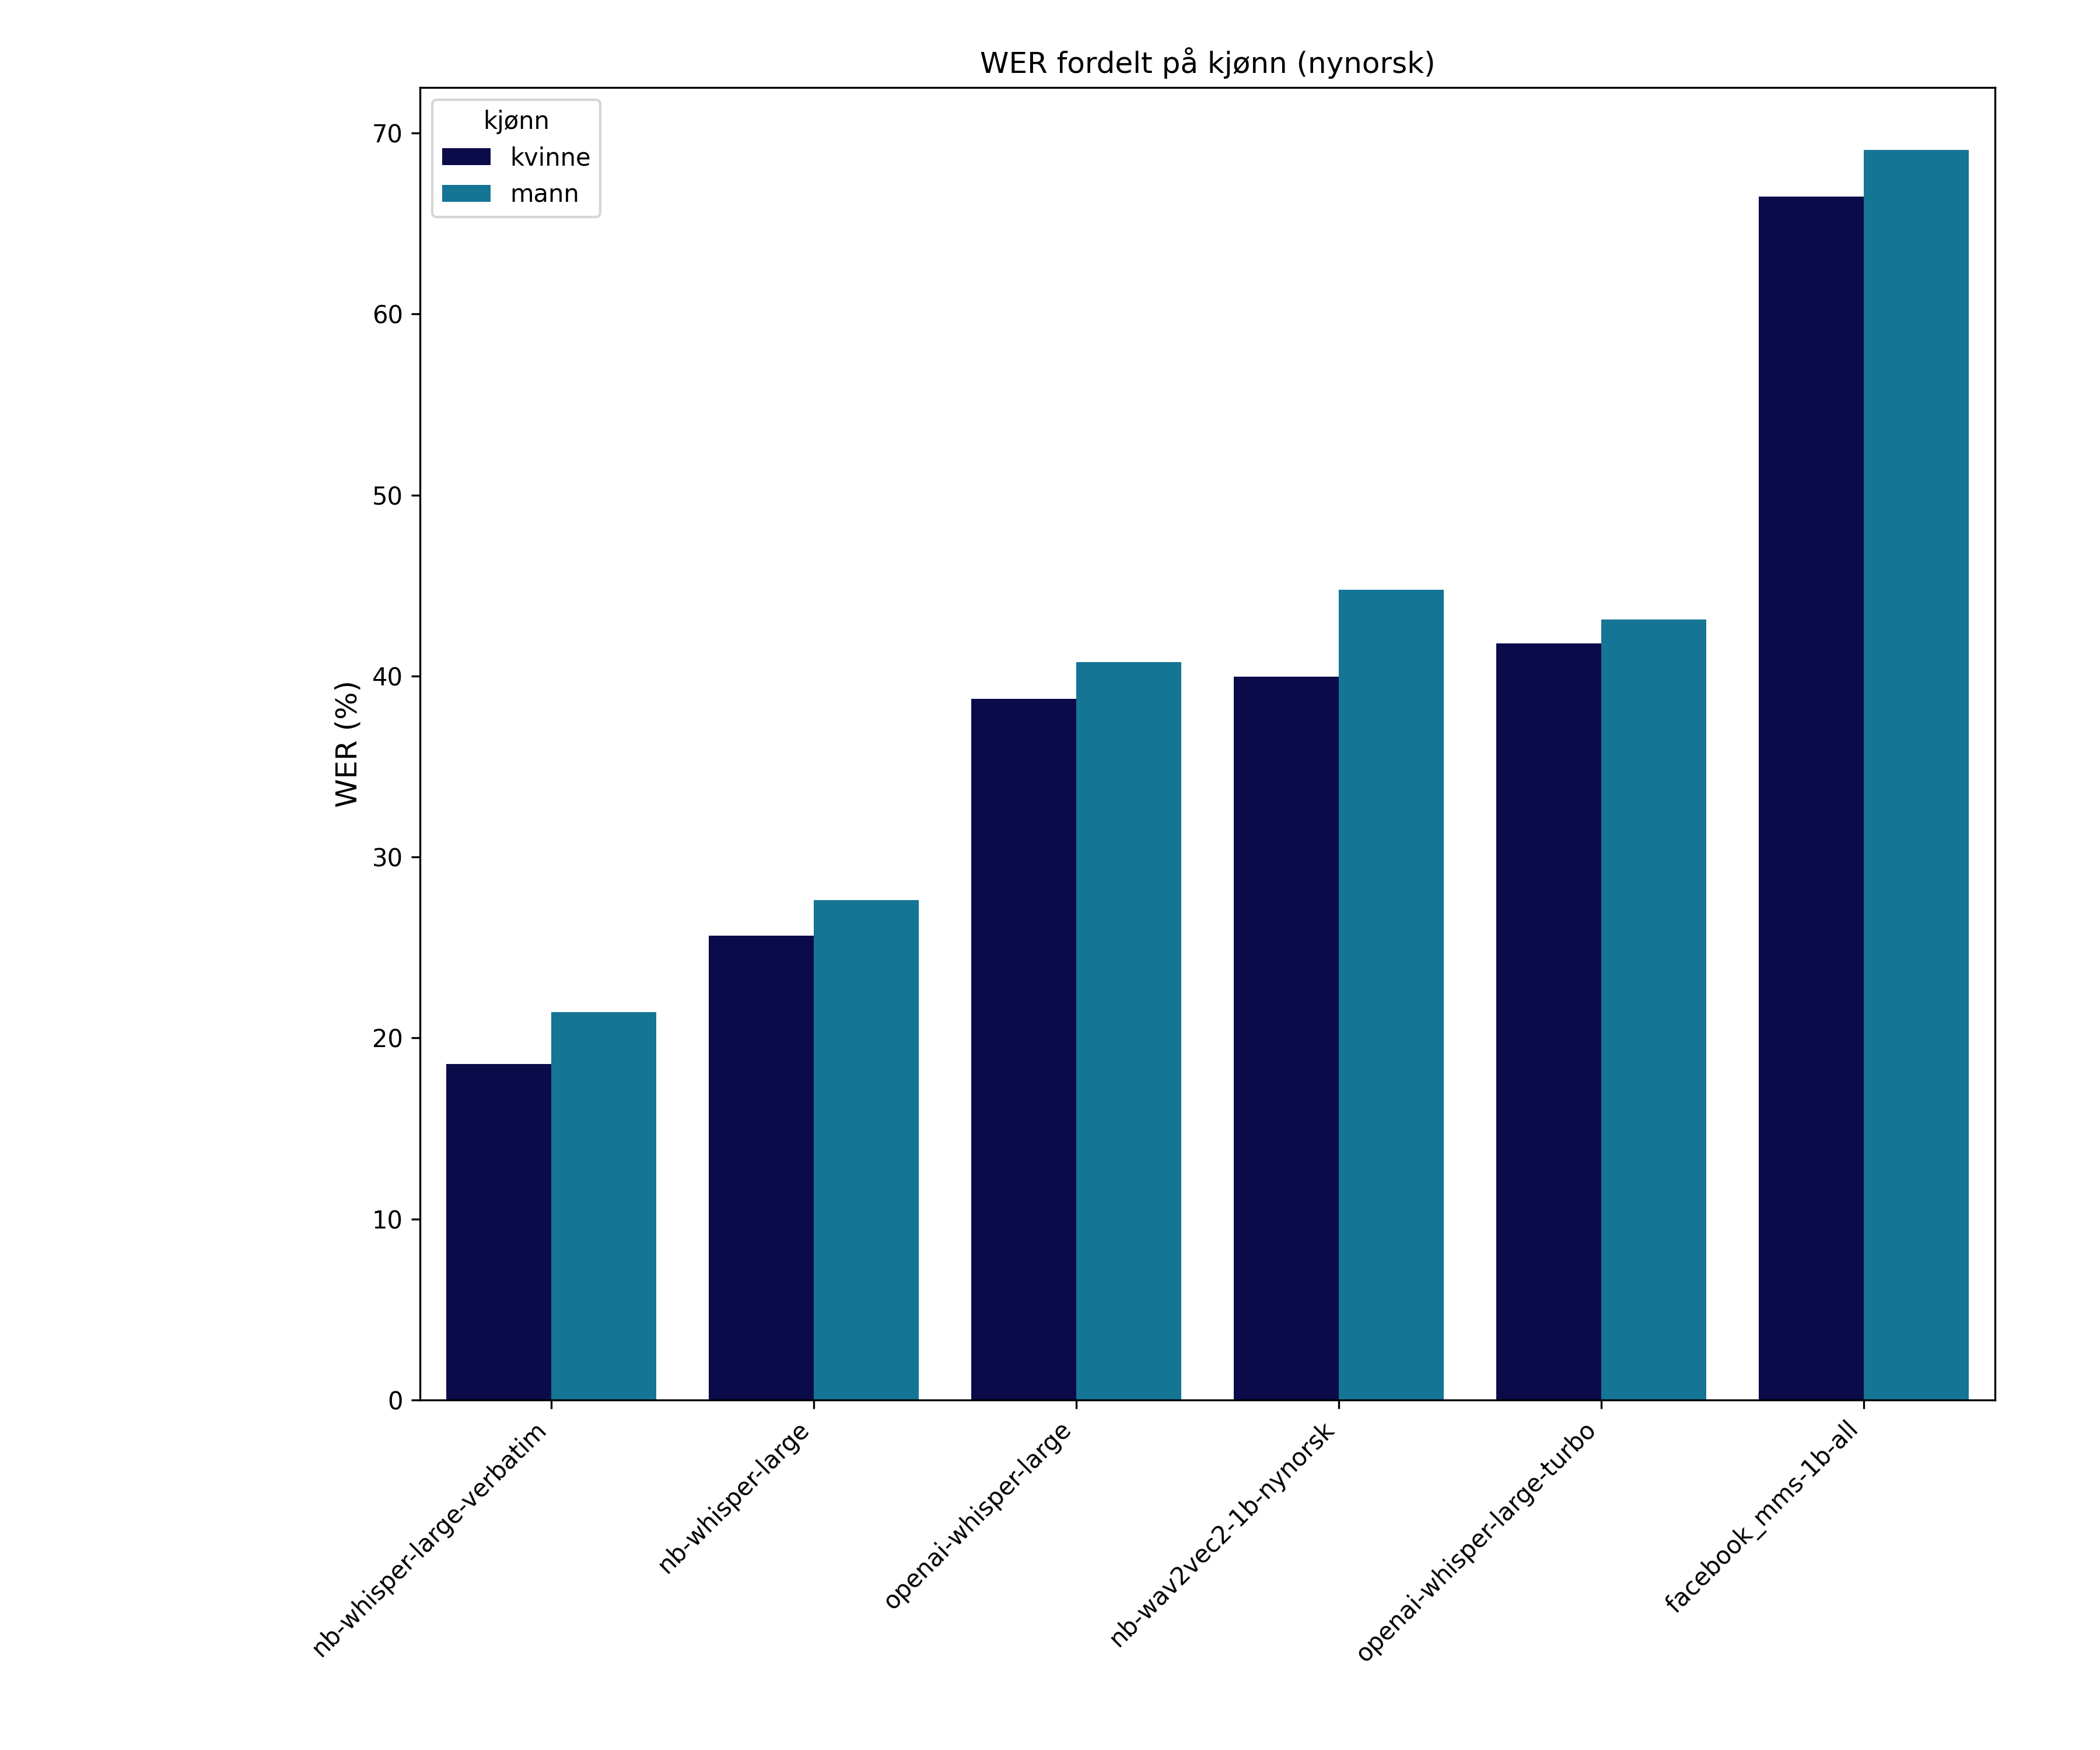 WER fordelt på kjønn (nynorsk)
kjønn
kvinne
mann
WER (%)
70
60
50
40
30
20
10
0
nb-whisper-large-verbatim
nb-whisper-large
openai-whisper-large
nb-wav2vec2-1b-nynorsk
openai-whisper-large-turbo
facebook_mms-1b-all